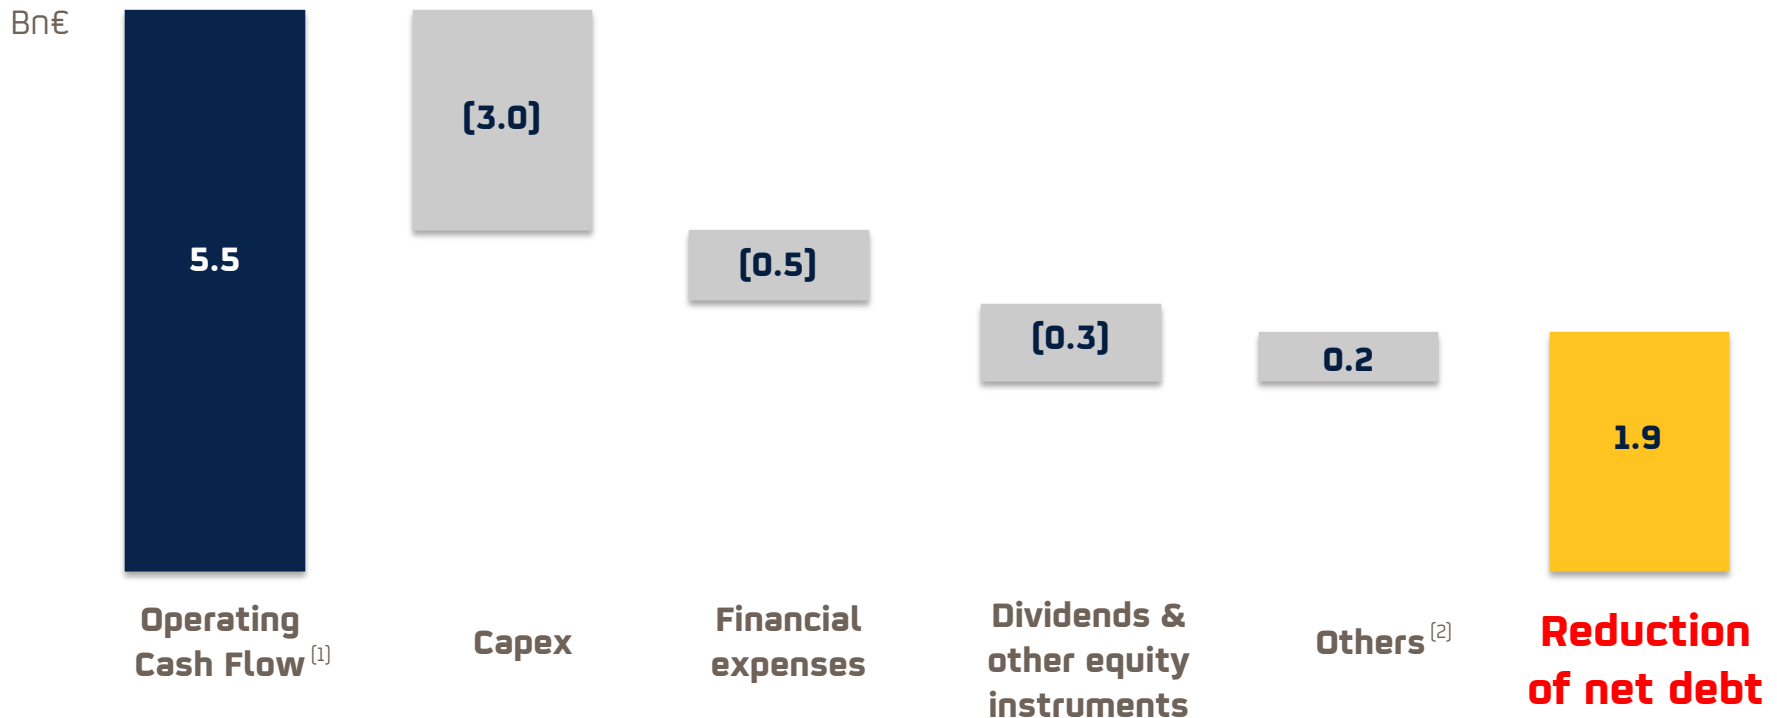 Bn€
5.5
(3.0)
(0.5)
(0.3)
0.2
1.9
Operating
Cash Flow (1)
Capex
Financial
expenses
Dividends &
other equity
instruments
Others (2)
Reduction
of net debt